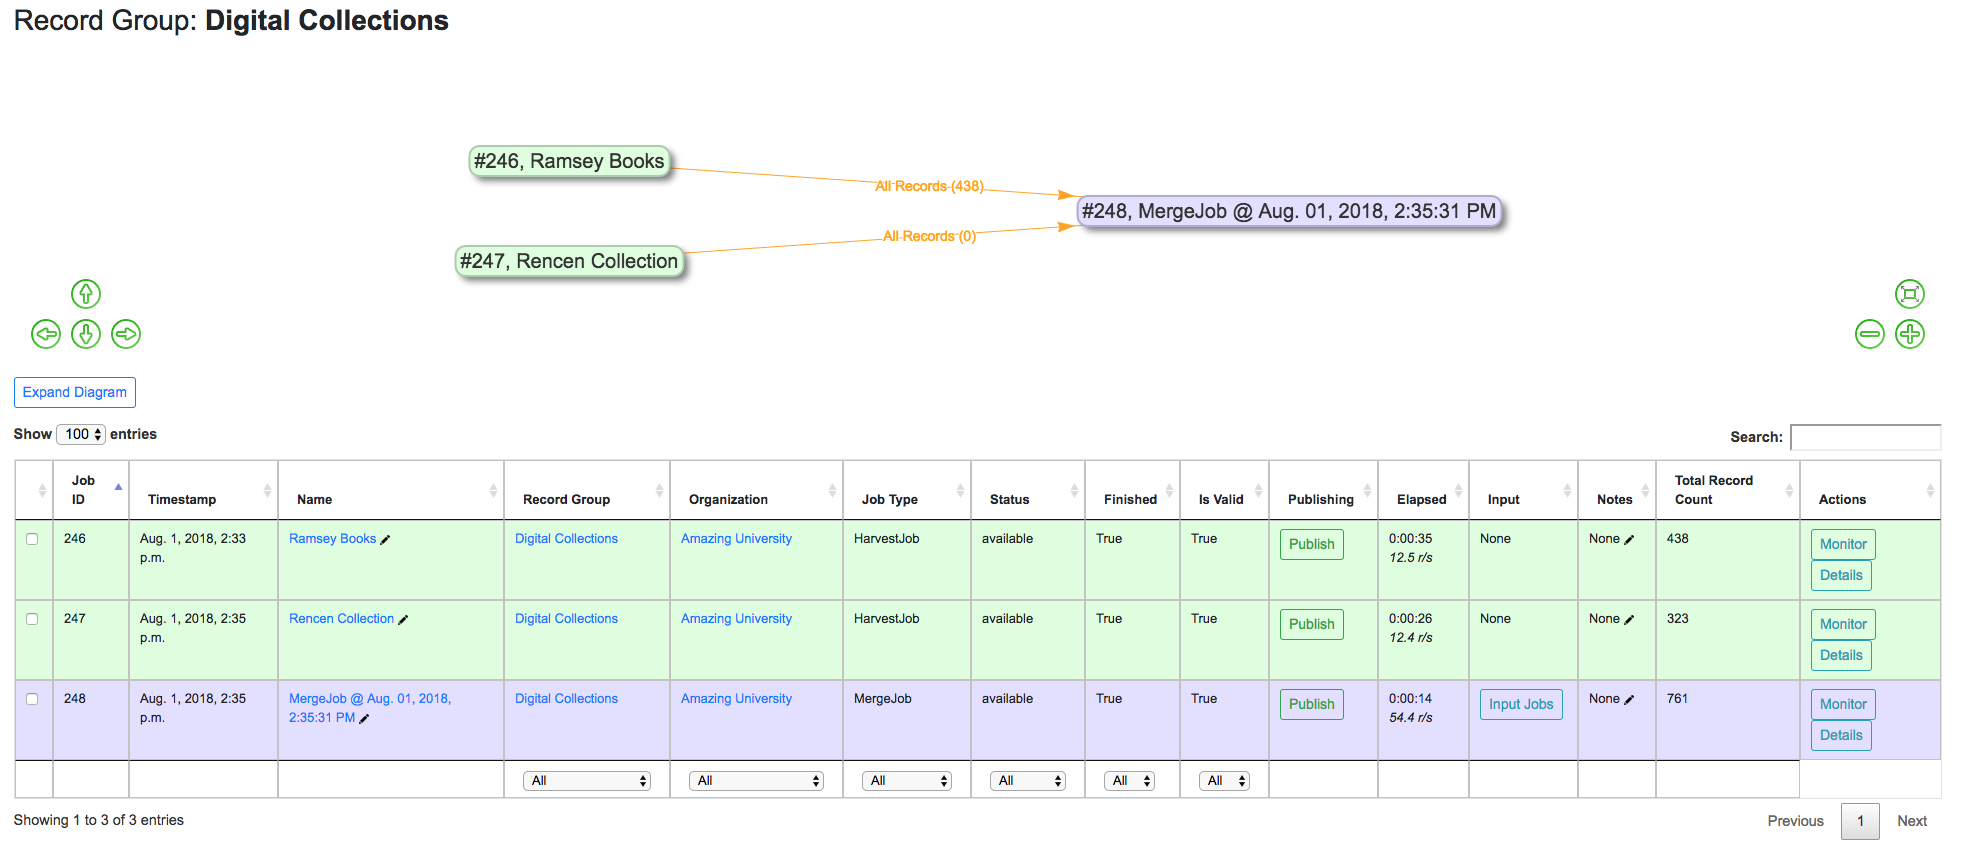 Record Group: Digital Collections
#246, Ramsey Books
All Records (438)
#248, MergeJob @ Aug. 01, 2018, 2:35:31 PM
All Records (0)
#247, Rencen Collection
Expand Diagram
Show 100 entries
Search:
Job ID Timestamp Name Record Group Organization Job Type Status Finished Is Valid Publishing Elapsed Input Notes Total Record Count Actions
246 Aug. 1, 2018, 2:33 p.m. Ramsey Books Digital Collections Amazing University HarvestJob available True True Publish 0:00:35 12.5 r/s None None 438 Monitor Details
247 Aug. 1, 2018, 2:35 p.m. Rencen Collection Digital Collections Amazing University HarvestJob available True True Publish 0:00:26 12.4 r/s None None 323 Monitor Details
248 Aug. 1, 2018, 2:35 p.m. MergeJob @ Aug. 01, 2018, 2:35:31 PM Digital Collections Amazing University MergeJob available True True Publish 0:00:14 54.4 r/s Input Jobs None 761 Monitor Details
All All All All All All
Showing 1 to 3 of 3 entries
Previous 1 Next